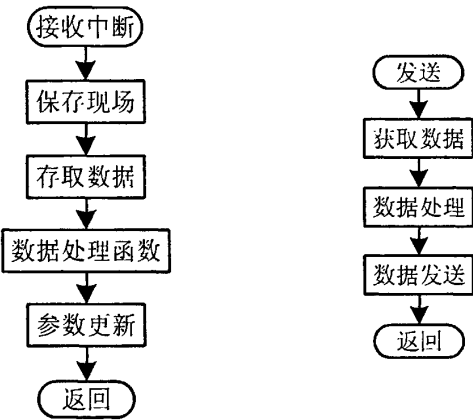 接收中断
保存现场
存取数据
数据处理函数
参数更新
返回
发送
获取数据
数据处理
数据发送
返回